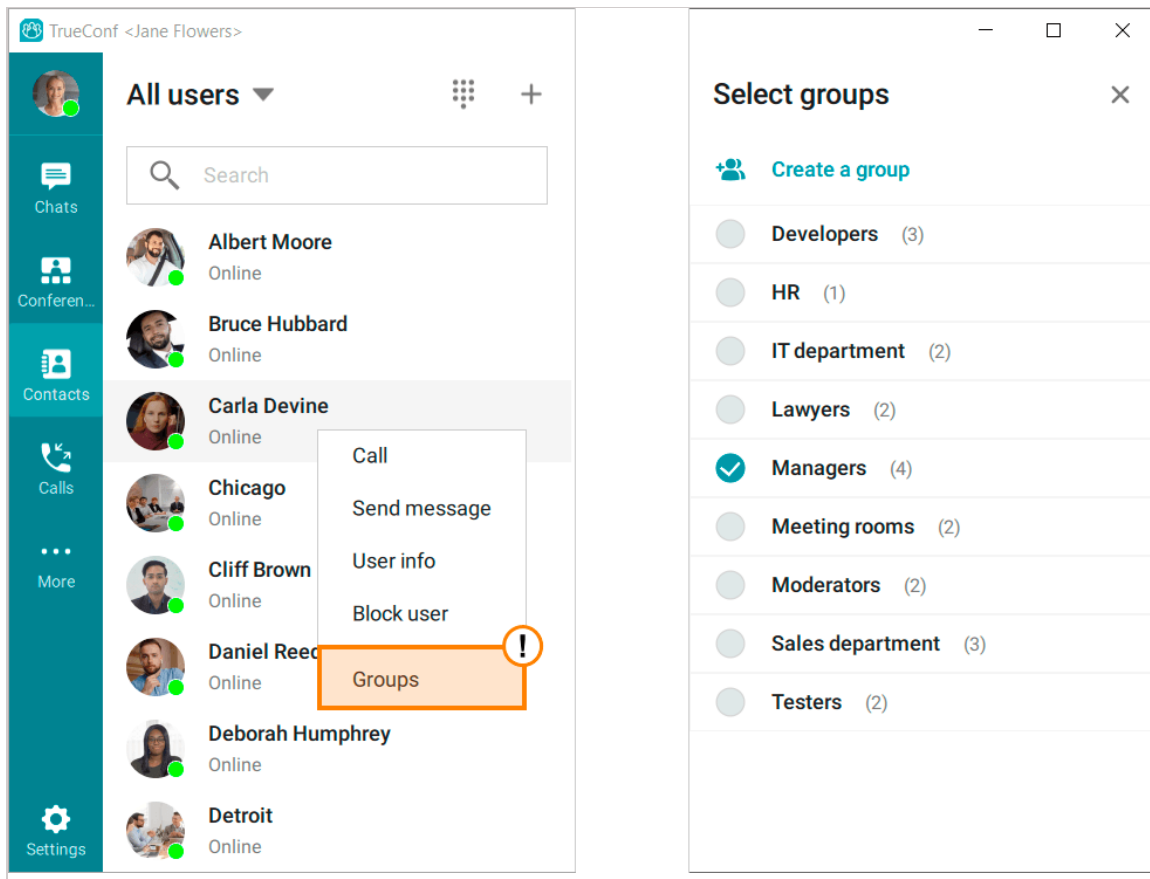 TrueConf <Jane Flowers>
All users
Search
Chats
Conferen...
Contacts
Calls
More
Settings
Albert Moore
Online
Bruce Hubbard
Online
Carla Devine
Online
Chicago
Online
Cliff Brown
Online
Daniel Reed
Online
Deborah Humphrey
Online
Detroit
Online
Call
Send message
User info
Block user
Groups
!
Select groups
Create a group
Developers (3)
HR (1)
IT department (2)
Lawyers (2)
Managers (4)
Meeting rooms (2)
Moderators (2)
Sales department (3)
Testers (2)